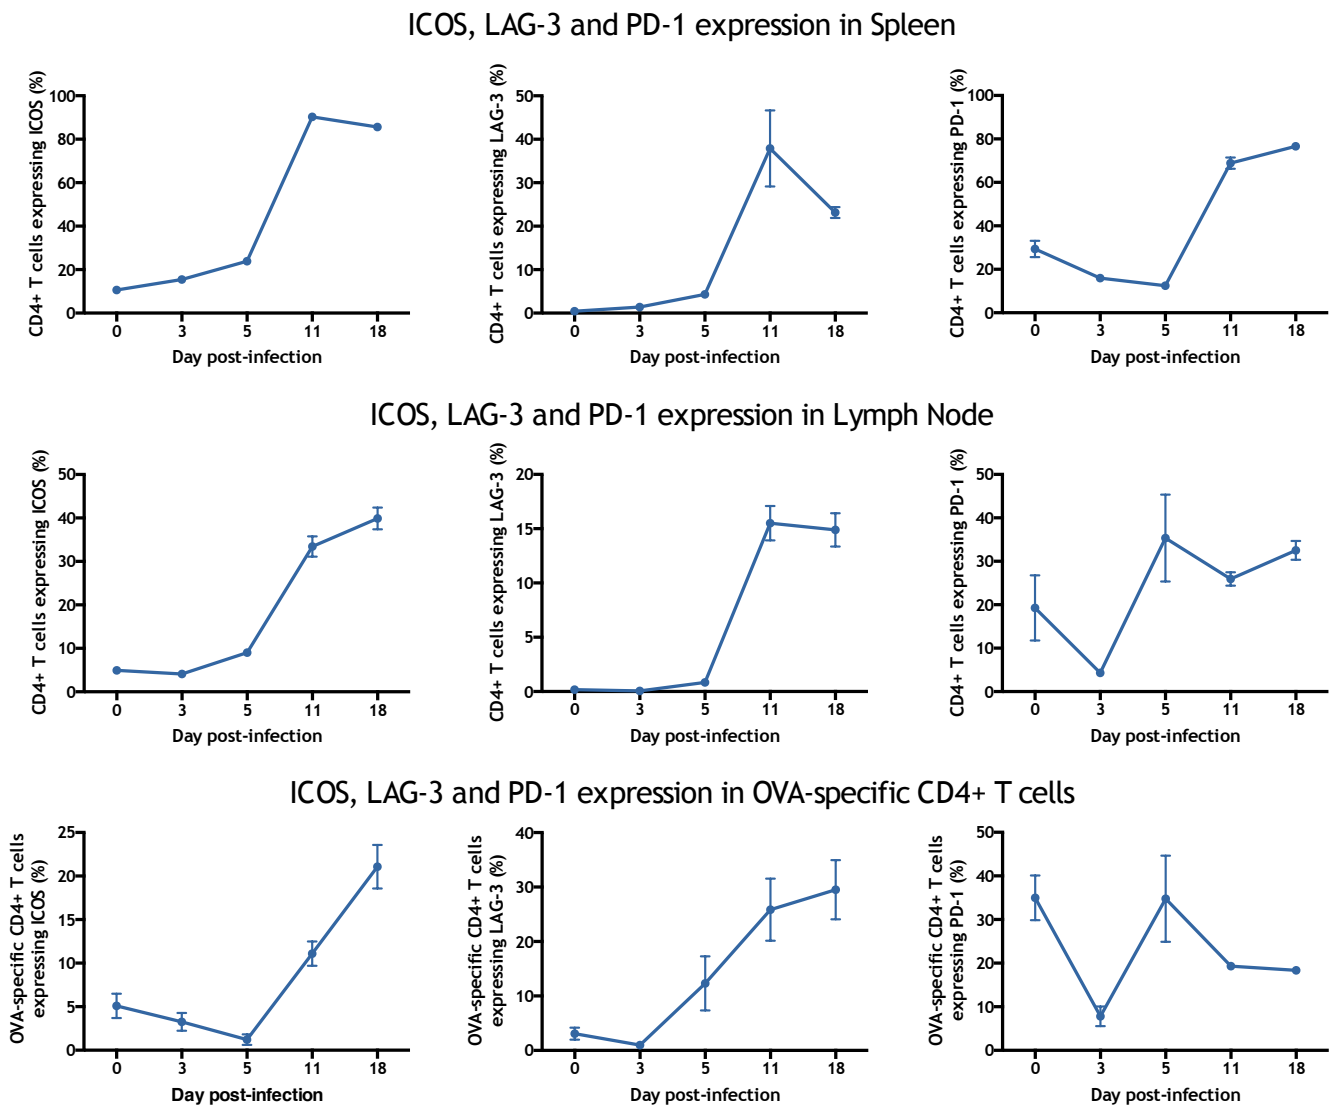 ICOS, LAG-3 and PD-1 expression in Spleen
CD4+ T cells expressing ICOS (%)
100
80
60
40
20
0
0 3 5 11 18
Day post-infection
CD4+ T cells expressing LAG-3 (%)
50
40
30
20
10
0
0 3 5 11 18
Day post-infection
CD4+ T cells expressing PD-1 (%)
100
80
60
40
20
0
0 3 5 11 18
Day post-infection
ICOS, LAG-3 and PD-1 expression in Lymph Node
CD4+ T cells expressing ICOS (%)
50
40
30
20
10
0
0 3 5 11 18
Day post-infection
CD4+ T cells expressing LAG-3 (%)
20
15
10
5
0
0 3 5 11 18
Day post-infection
CD4+ T cells expressing PD-1 (%)
50
40
30
20
10
0
0 3 5 11 18
Day post-infection
ICOS, LAG-3 and PD-1 expression in OVA-specific CD4+ T cells
OVA-specific CD4+ T cells
expressing ICOS (%)
25
20
15
10
5
0
0 3 5 11 18
Day post-infection
OVA-specific CD4+ T cells
expressing LAG-3 (%)
40
30
20
10
0
0 3 5 11 18
Day post-infection
OVA-specific CD4+ T cells
expressing PD-1 (%)
50
40
30
20
10
0
0 3 5 11 18
Day post-infection